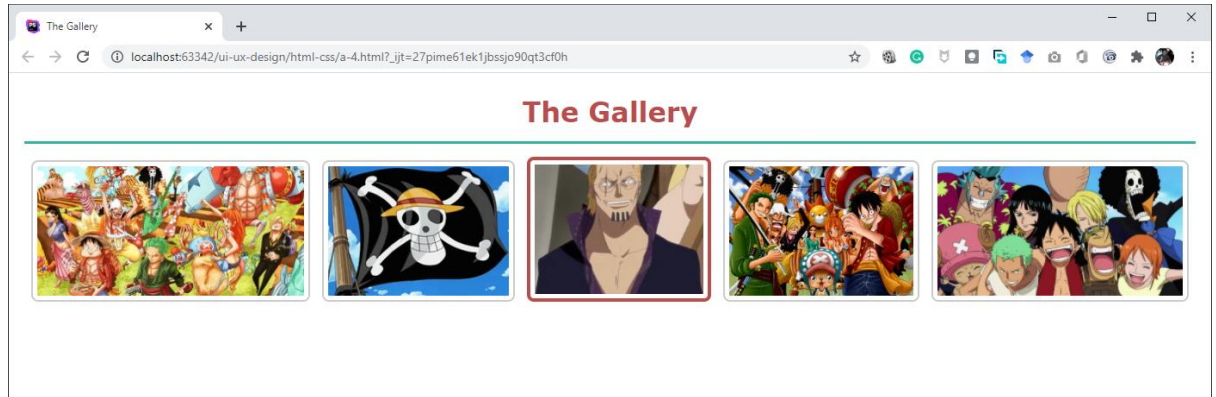 The Gallery
localhost:63342/ui-ux-design/html-css/a-4.html?_ijt=27pime61ek1jbssjo90qt3cf0h
The Gallery